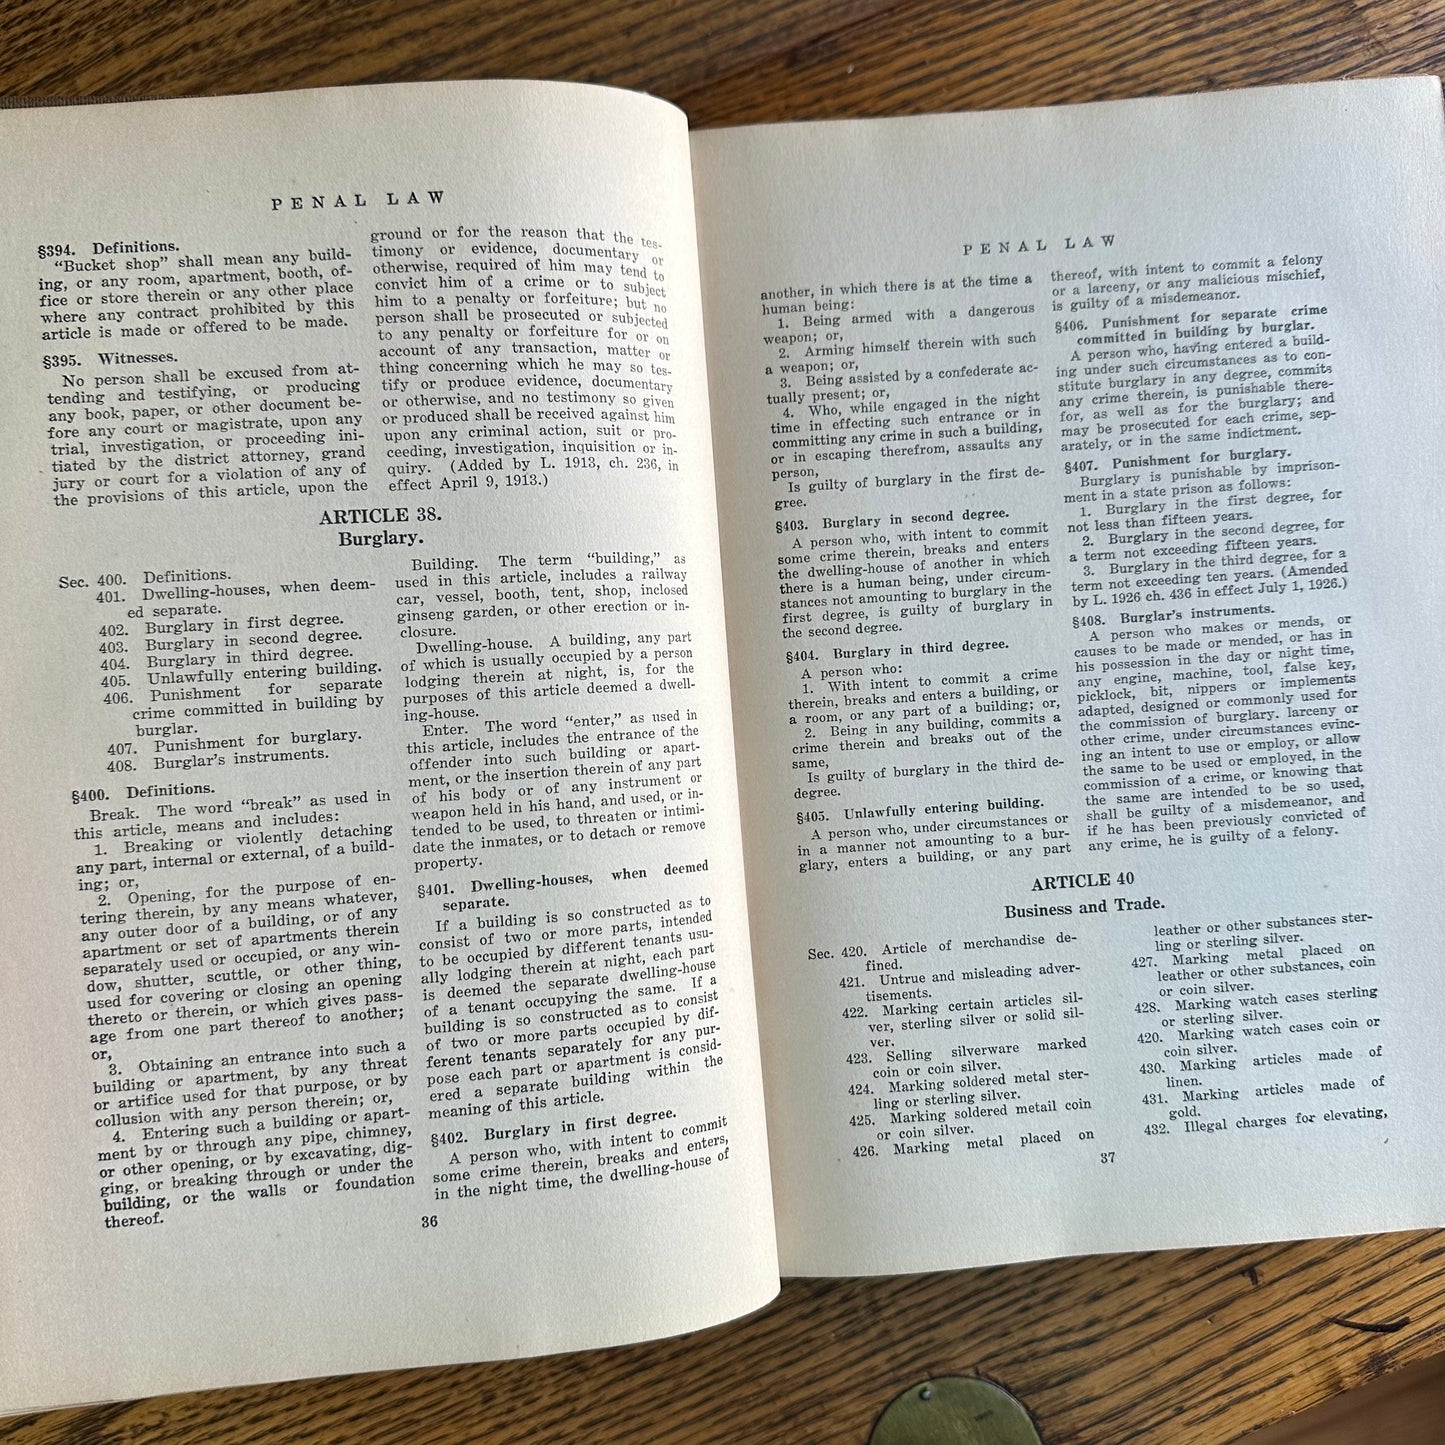 PENAL LAW
§394. Definitions.
"Bucket shop" shall mean any build-
ing, or any room, apartment, booth, of-
fice or store therein or any other place
where any contract prohibited by this
article is made or offered to be made.
§395. Witnesses.
No person shall be excused from at-
tending and testifying, or producing
any book, paper, or other document be-
fore any court or magistrate, upon any
trial, investigation, or proceeding ini-
tiated by the district attorney, grand
jury or court for a violation of any of
the provisions of this article, upon the
ground or for the reason that the tes-
timony or evidence, documentary or
otherwise, required of him may tend to
convict him of a crime or to subject
him to a penalty or forfeiture; but no
person shall be prosecuted or subjected
to any penalty or forfeiture for or on
account of any transaction, matter or
thing concerning which he may so tes-
tify or produce evidence, documentary
or otherwise, and no testimony so given
or produced shall be received against him
upon any criminal action, suit or pro-
ceeding, investigation, inquisition or in-
quiry. (Added by L. 1913, ch. 236, in
effect April 9, 1913.)
ARTICLE 38.
Burglary.
Sec. 400. Definitions.
401. Dwelling-houses, when deem-
ed separate.
402. Burglary in first degree.
403. Burglary in second degree.
404. Burglary in third degree.
405. Unlawfully entering building.
406. Punishment for separate
crime committed in building by
burglar.
407. Punishment for burglary.
408. Burglar's instruments.
§400. Definitions.
Break. The word "break" as used in
this article, means and includes:
1. Breaking or violently detaching
any part, internal or external, of a build-
ing; or,
2. Opening, for the purpose of en-
tering therein, by any means whatever,
any outer door of a building, or of any
apartment or set of apartments therein
separately used or occupied, or any win-
dow, shutter, scuttle, or other thing,
used for covering or closing an opening
thereto or therein, or which gives pass-
age from one part thereof to another;
or,
3. Obtaining an entrance into such a
building or apartment, by any threat
or artifice used for that purpose, or by
collusion with any person therein; or,
4. Entering such a building or apart-
ment by or through any pipe, chimney,
or other opening, or by excavating, dig-
ging, or breaking through or under the
building, or the walls or foundation
thereof.
Building. The term "building," as
used in this article, includes a railway
car, vessel, booth, tent, shop, inclosed
ginseng garden, or other erection or in-
closure.
Dwelling-house. A building, any part
of which is usually occupied by a person
lodging therein at night, is, for the
purposes of this article deemed a dwell-
ing-house.
Enter. The word "enter," as used in
this article, includes the entrance of the
offender into such building or apart-
ment, or the insertion therein of any part
of his body or of any instrument or
weapon held in his hand, and used, or in-
tended to be used, to threaten or intimi-
date the inmates, or to detach or remove
property.
§401. Dwelling-houses, when deemed
separate.
If a building is so constructed as to
consist of two or more parts, intended
to be occupied by different tenants usu-
ally lodging therein at night, each part
is deemed the separate dwelling-house
of a tenant occupying the same. If a
building is so constructed as to consist
of two or more parts occupied by dif-
ferent tenants separately for any pur-
pose each part or apartment is consid-
ered a separate building within the
meaning of this article.
§402. Burglary in first degree.
A person who, with intent to commit
some crime therein, breaks and enters,
in the night time, the dwelling-house of
36
PENAL LAW
another, in which there is at the time a
human being:
1. Being armed with a dangerous
weapon; or,
2. Arming himself therein with such
a weapon; or,
3. Being assisted by a confederate ac-
tually present; or,
4. Who, while engaged in the night
time in effecting such entrance or in
committing any crime in such a building,
or in escaping therefrom, assaults any
person,
Is guilty of burglary in the first de-
gree.
§403. Burglary in second degree.
A person who, with intent to commit
some crime therein, breaks and enters
the dwelling-house of another in which
there is a human being, under circum-
stances not amounting to burglary in the
first degree, is guilty of burglary in
the second degree.
§404. Burglary in third degree.
A person who:
1. With intent to commit a crime
therein, breaks and enters a building, or
a room, or any part of a building; or,
2. Being in any building, commits a
crime therein and breaks out of the
same,
Is guilty of burglary in the third de-
gree.
§405. Unlawfully entering building.
A person who, under circumstances or
in a manner not amounting to a bur-
glary, enters a building, or any part
thereof, with intent to commit a felony
or a larceny, or any malicious mischief,
is guilty of a misdemeanor.
§406. Punishment for separate crime
committed in building by burglar.
A person who, having entered a build-
ing under such circumstances as to con-
stitute burglary in any degree, commits
any crime therein, is punishable there-
for, as well as for the burglary; and
may be prosecuted for each crime, sep-
arately, or in the same indictment.
§407. Punishment for burglary.
Burglary is punishable by imprison-
ment in a state prison as follows:
1. Burglary in the first degree, for
not less than fifteen years.
2. Burglary in the second degree, for
a term not exceeding fifteen years.
3. Burglary in the third degree, for a
term not exceeding ten years. (Amended
by L. 1926 ch. 436 in effect July 1, 1926.)
§408. Burglar's instruments.
A person who makes or mends, or
causes to be made or mended, or has in
his possession in the day or night time,
any engine, machine, tool, false key,
picklock, bit, nippers or implements
adapted, designed or commonly used for
the commission of burglary. larceny or
other crime, under circumstances evinc-
ing an intent to use or employ, or allow
the same to be used or employed, in the
commission of a crime, or knowing that
the same are intended to be so used,
shall be guilty of a misdemeanor, and
if he has been previously convicted of
any crime, he is guilty of a felony.
ARTICLE 40
Business and Trade.
Sec. 420. Article of merchandise de-
fined.
421. Untrue and misleading adver-
tisements.
422. Marking certain articles sil-
ver, sterling silver or solid sil-
ver.
423. Selling silverware marked
coin or coin silver.
424. Marking soldered metal ster-
ling or sterling silver.
425. Marking soldered metail coin
or coin silver.
426. Marking metal placed on
leather or other substances ster-
ling or sterling silver.
427. Marking metal placed on
leather or other substances, coin
or coin silver.
428. Marking watch cases sterling
or sterling silver.
420. Marking watch cases coin or
coin silver.
430. Marking articles made of
linen.
431. Marking articles made of
gold.
432. Illegal charges for elevating,
37